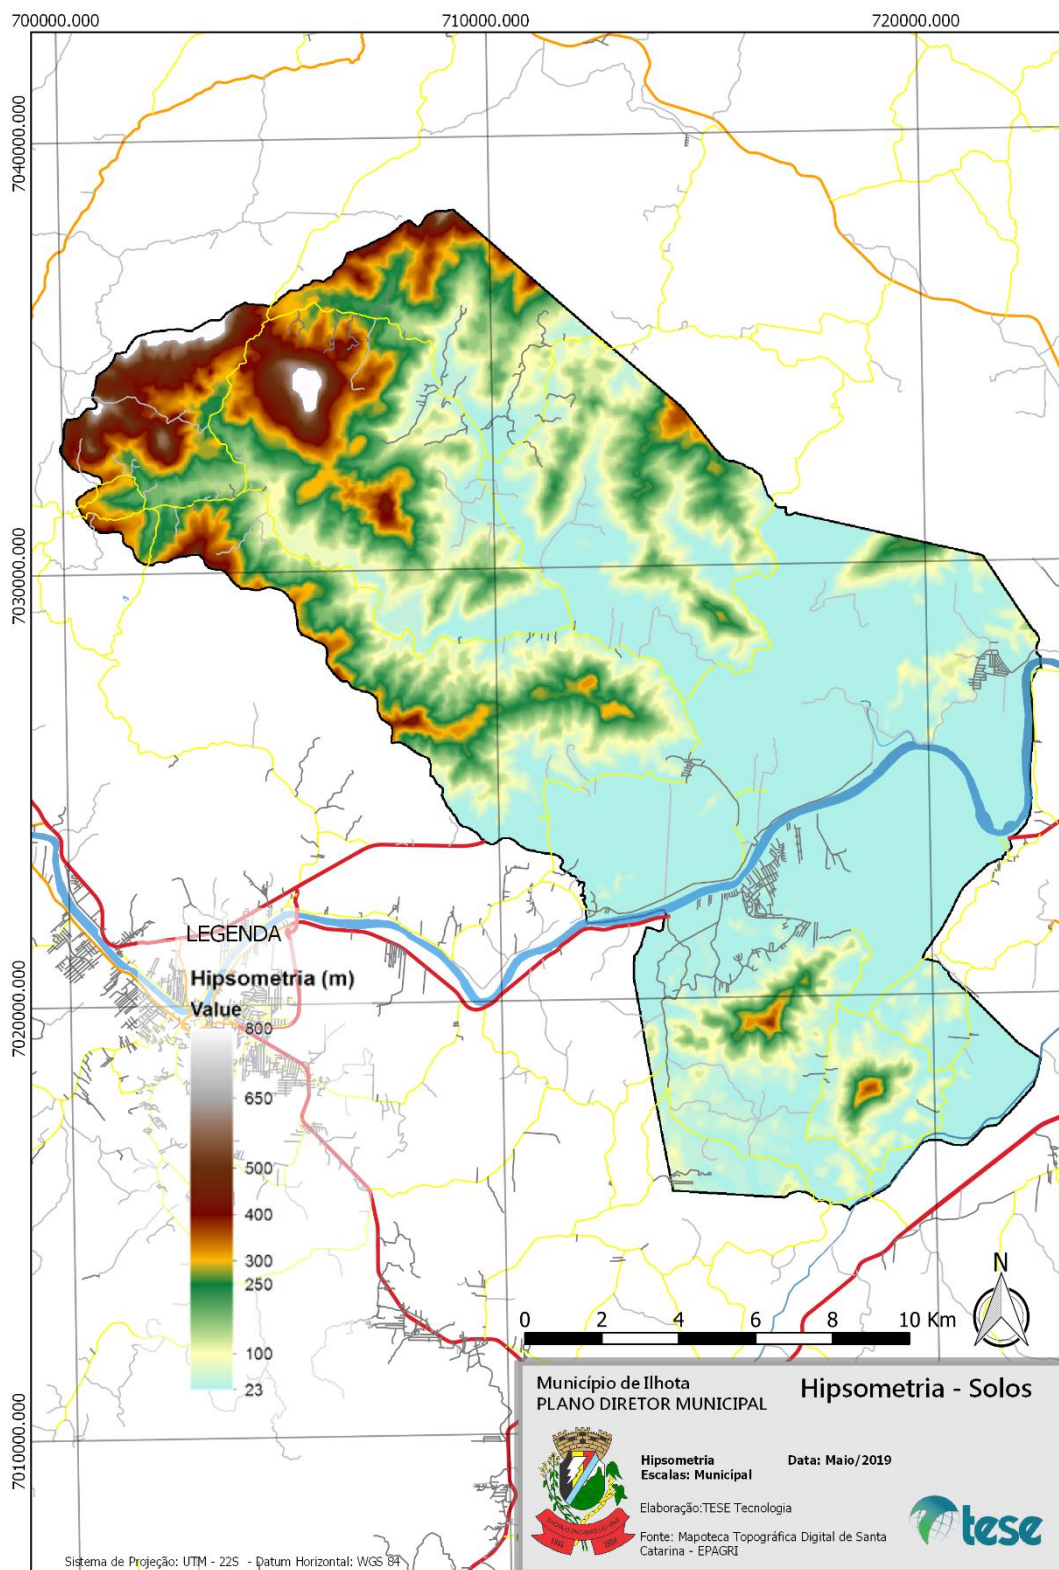 700000.000
710000.000
720000.000
7040000.000
7030000.000
7020000.000
7010000.000
LEGENDA
Hipsometria (m)
Value
800
650
500
400
300
250
100
23
N
0 2 4 6 8 10 Km
Município de Ilhota
PLANO DIRETOR MUNICIPAL
Hipsometria - Solos
Hipsometria
Escalas: Municipal
Data: Maio/2019
Elaboração:TESE Tecnologia
Fonte: Mapoteca Topográfica Digital de Santa
Catarina - EPAGRI
tese
Sistema de Projeção: UTM - 22S - Datum Horizontal: WGS 84